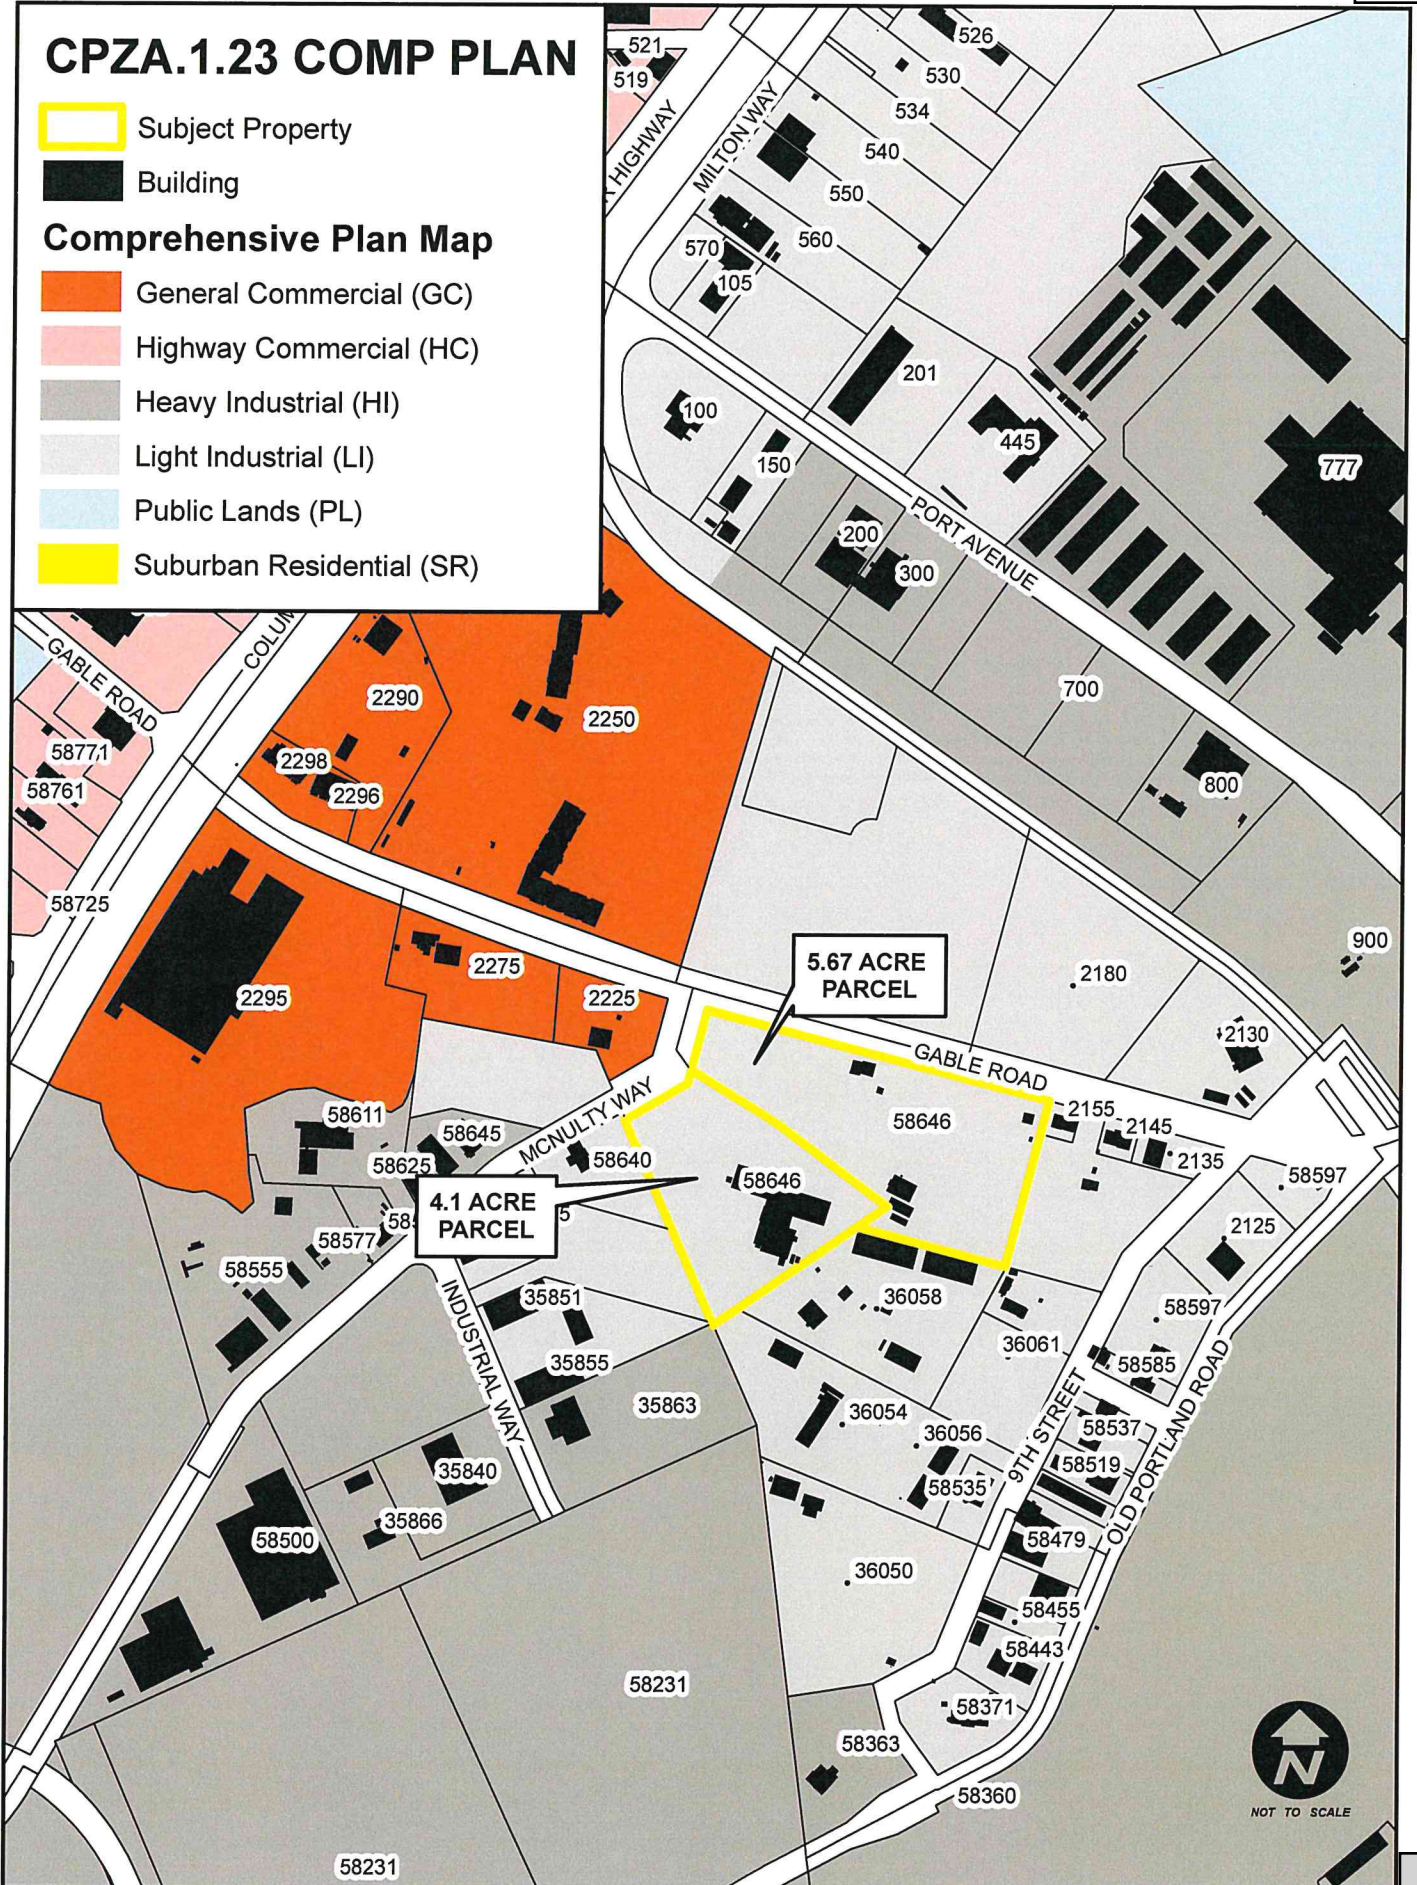 CPZA.1.23 COMP PLAN
Subject Property
Building
Comprehensive Plan Map
General Commercial (GC)
Highway Commercial (HC)
Heavy Industrial (HI)
Light Industrial (LI)
Public Lands (PL)
Suburban Residential (SR)
521
519
526
530
534
540
550
560
570
105
HIGHWAY
MILTON WAY
201
100
445
150
777
PORT AVENUE
200
300
700
800
900
GABLE ROAD
COLUM
2290
2250
2298
2296
58771
58761
58725
2295
2275
2225
5.67 ACRE
PARCEL
2180
2130
GABLE ROAD
58646
2155
2145
2135
58597
2125
58597
58611
58645
58625
MCNULTY WAY
58640
58646
4.1 ACRE
PARCEL
58577
58555
INDUSTRIAL WAY
35851
35855
35863
36058
36061
36054
36056
58535
9TH STREET
58585
58537
58519
OLD PORTLAND ROAD
58479
35840
35866
58500
36050
58455
58443
58231
58371
58363
58360
58231
N
NOT TO SCALE